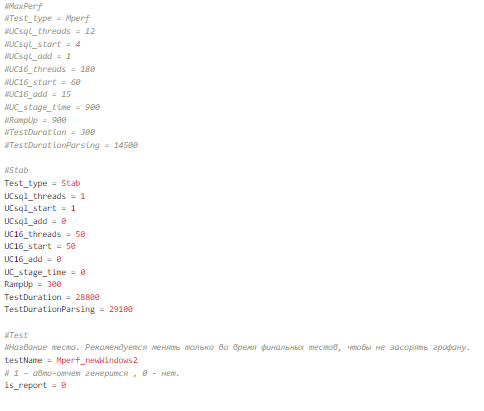 #MaxPerf
#Test_type = Mperf
#UCsql_threads = 12
#UCsql_start = 4
#UCsql_add = 1
#UC16_threads = 180
#UC16_start = 60
#UC16_add = 15
#UC_stage_time = 900
#RampUp = 900
#TestDuration = 300
#TestDurationParsing = 14500
#Stab
Test_type = Stab
UCsql_threads = 1
UCsql_start = 1
UCsql_add = 0
UC16_threads = 50
UC16_start = 50
UC16_add = 0
UC_stage_time = 0
RampUp = 300
TestDuration = 28800
TestDurationParsing = 29100
#Test
#Название теста. Рекомендуется менять только во время финальных тестов, чтобы не засорять графану.
testName = Mperf_newWindows2
# 1 - авто-отчет генерится , 0 - нет.
is_report = 0